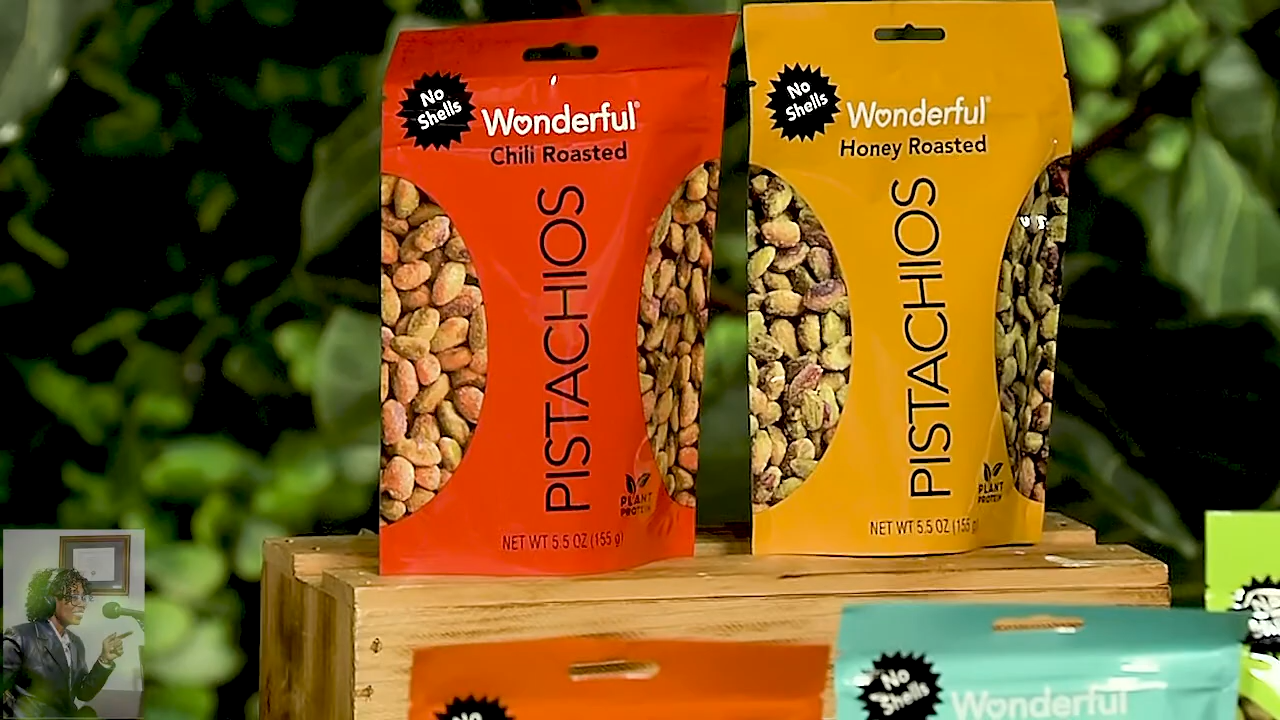 No
Shells
Wonderful
Chili Roasted
PISTACHIOS
PLANT
PROTEIN
NET WT 5.5 OZ (155 g)
No
Shells
Wonderful
Honey Roasted
PISTACHIOS
PLANT
PROTEIN
NET WT 5.5 OZ (155 g)
No
No
Shells
Wonderful